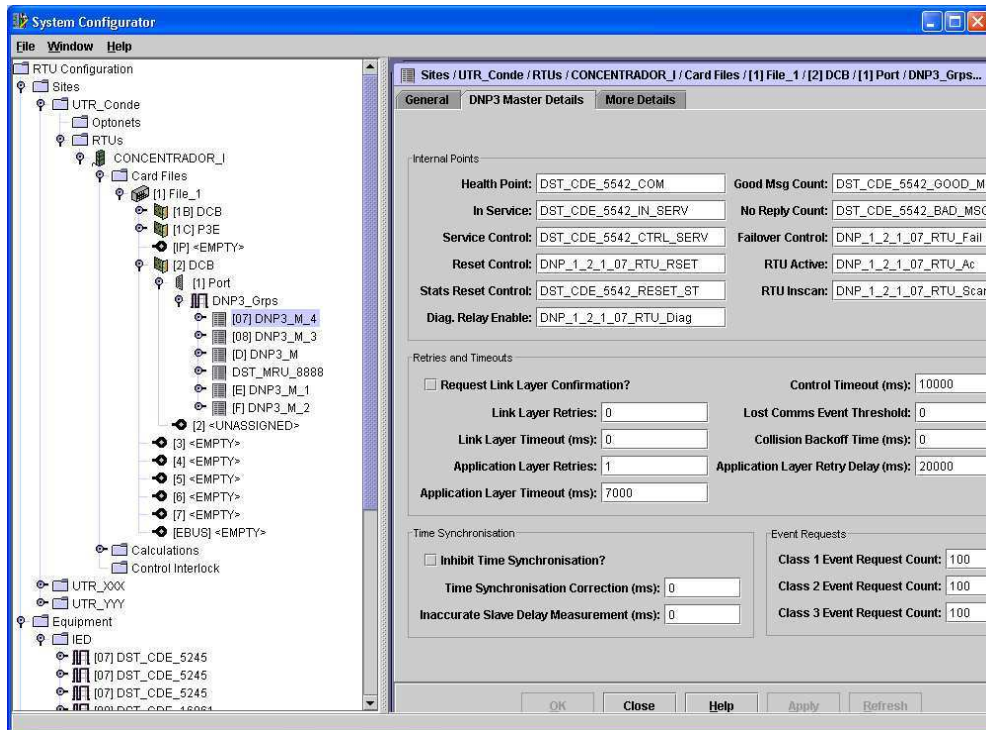 System Configurator
File Window Help
RTU Configuration
Sites
UTR_Conde
Optonets
RTUs
CONCENTRADOR_I
Card Files
[1] File_1
[1B] DCB
[1C] P3E
[IP] <EMPTY>
[2] DCB
[1] Port
DNP3_Grps
[07] DNP3_M_4
[08] DNP3_M_3
[D] DNP3_M
DST_MRU_8888
[E] DNP3_M_1
[F] DNP3_M_2
[2] <UNASSIGNED>
[3] <EMPTY>
[4] <EMPTY>
[5] <EMPTY>
[6] <EMPTY>
[7] <EMPTY>
[EBUS] <EMPTY>
Calculations
Control Interlock
UTR_XXX
UTR_YYY
Equipment
IED
[07] DST_CDE_5245
[07] DST_CDE_5245
[07] DST_CDE_5245
Sites / UTR_Conde / RTUs / CONCENTRADOR_I / Card Files / [1] File_1 / [2] DCB / [1] Port / DNP3_Grps...
General DNP3 Master Details More Details
Internal Points
Health Point: DST_CDE_5542_COM Good Msg Count: DST_CDE_5542_GOOD_M
In Service: DST_CDE_5542_IN_SERV No Reply Count: DST_CDE_5542_BAD_MSG
Service Control: DST_CDE_5542_CTRL_SERV Failover Control: DNP_1_2_1_07_RTU_Fail
Reset Control: DNP_1_2_1_07_RTU_RSET RTU Active: DNP_1_2_1_07_RTU_Ac
Stats Reset Control: DST_CDE_5542_RESET_ST RTU Inscan: DNP_1_2_1_07_RTU_Scan
Diag. Relay Enable: DNP_1_2_1_07_RTU_Diag
Retries and Timeouts
Request Link Layer Confirmation? Control Timeout (ms): 10000
Link Layer Retries: 0 Lost Comms Event Threshold: 0
Link Layer Timeout (ms): 0 Collision Backoff Time (ms): 0
Application Layer Retries: 1 Application Layer Retry Delay (ms): 20000
Application Layer Timeout (ms): 7000
Time Synchronisation
Inhibit Time Synchronisation?
Time Synchronisation Correction (ms): 0
Inaccurate Slave Delay Measurement (ms): 0
Event Requests
Class 1 Event Request Count: 100
Class 2 Event Request Count: 100
Class 3 Event Request Count: 100
OK Close Help Apply Refresh